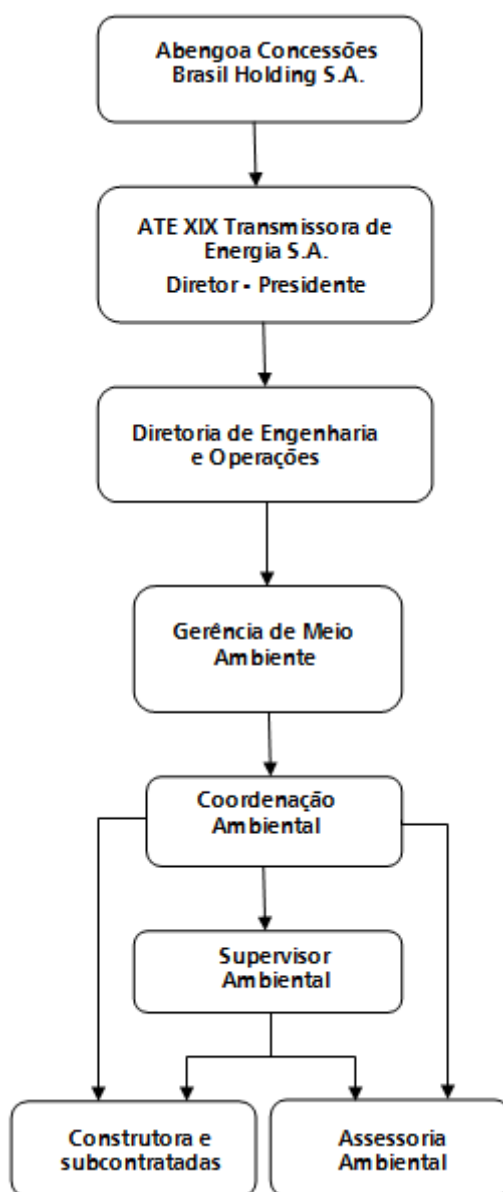 Abengoa Concessões
Brasil Holding S.A.
ATE XIX Transmissora de
Energia S.A.
Diretor - Presidente
Diretoria de Engenharia
e Operações
Gerência de Meio
Ambiente
Coordenação
Ambiental
Supervisor
Ambiental
Construtora e
subcontratadas
Assessoria
Ambiental